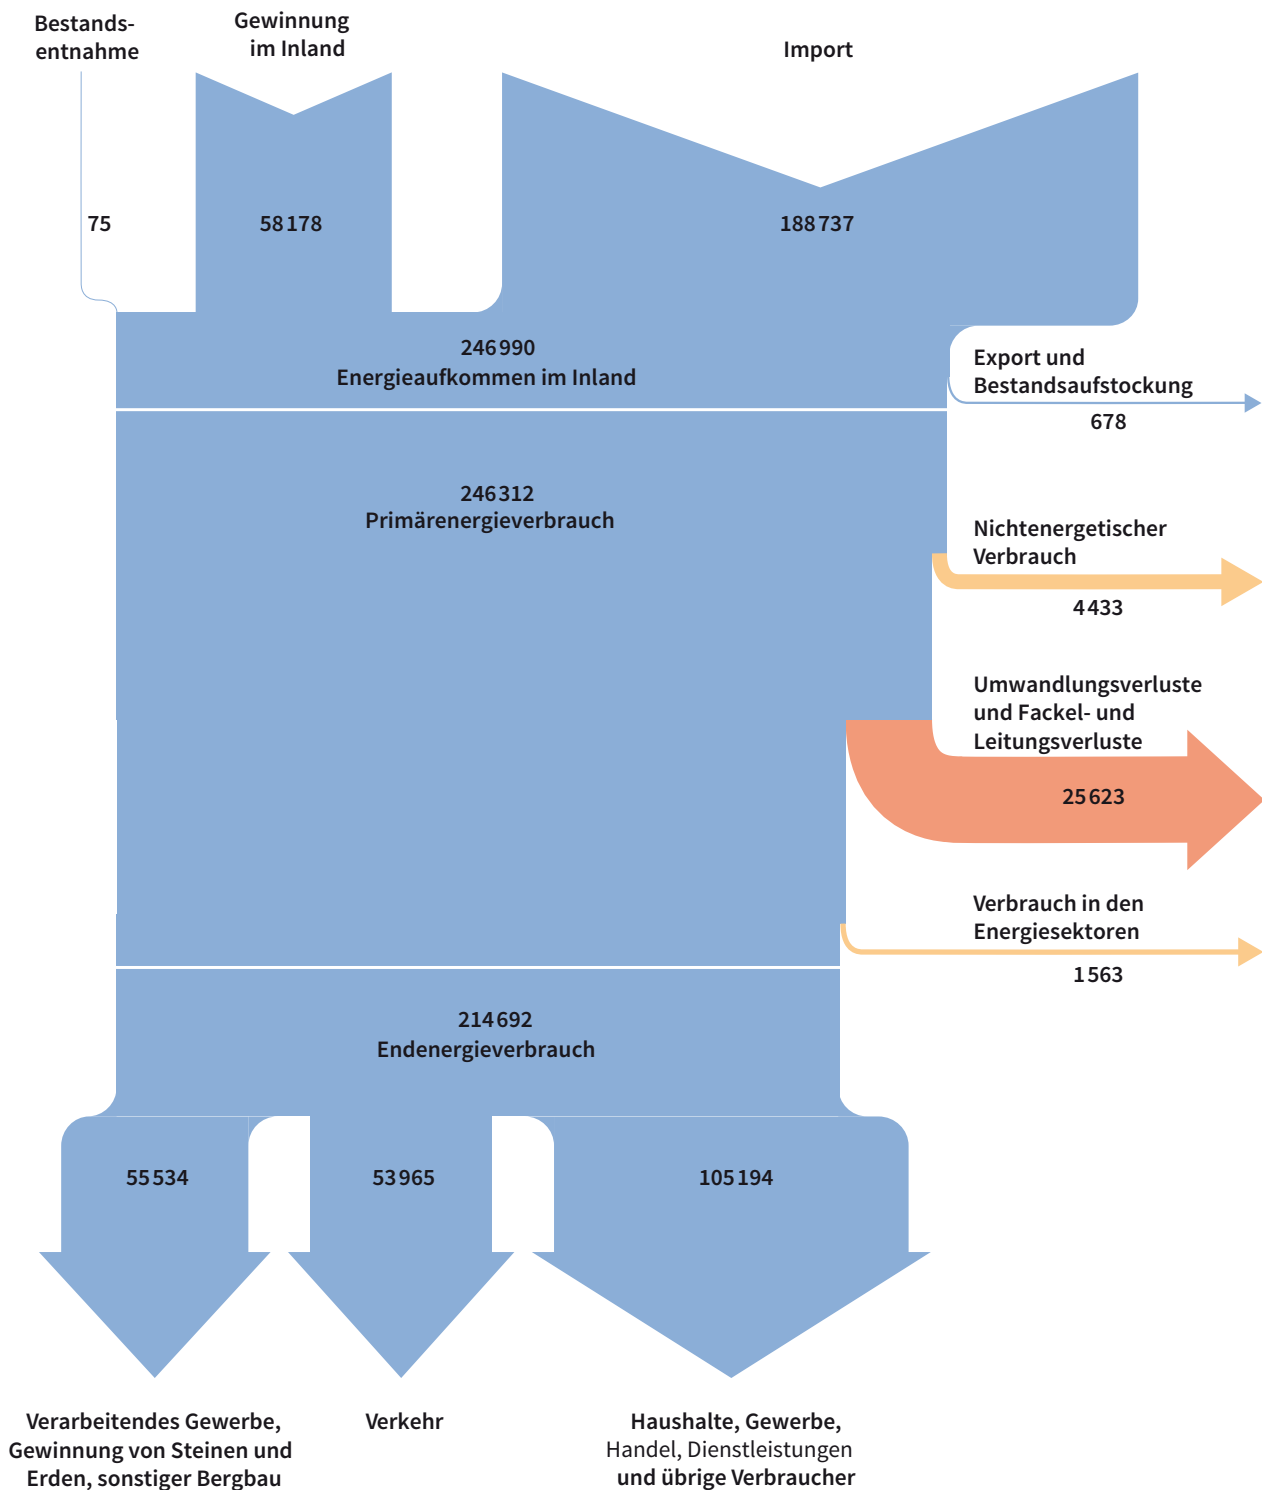 Bestands-
entnahme
Gewinnung
im Inland
Import
75
58 178
188 737
246 990
Energieaufkommen im Inland
Export und
Bestandsaufstockung
678
246 312
Primärenergieverbrauch
Nichtenergetischer
Verbrauch
4 433
Umwandlungsverluste
und Fackel- und
Leitungsverluste
25 623
Verbrauch in den
Energiesektoren
1 563
214 692
Endenergieverbrauch
55 534
53 965
105 194
Verarbeitendes Gewerbe,
Gewinnung von Steinen und
Erden, sonstiger Bergbau
Verkehr
Haushalte, Gewerbe,
Handel, Dienstleistungen
und übrige Verbraucher